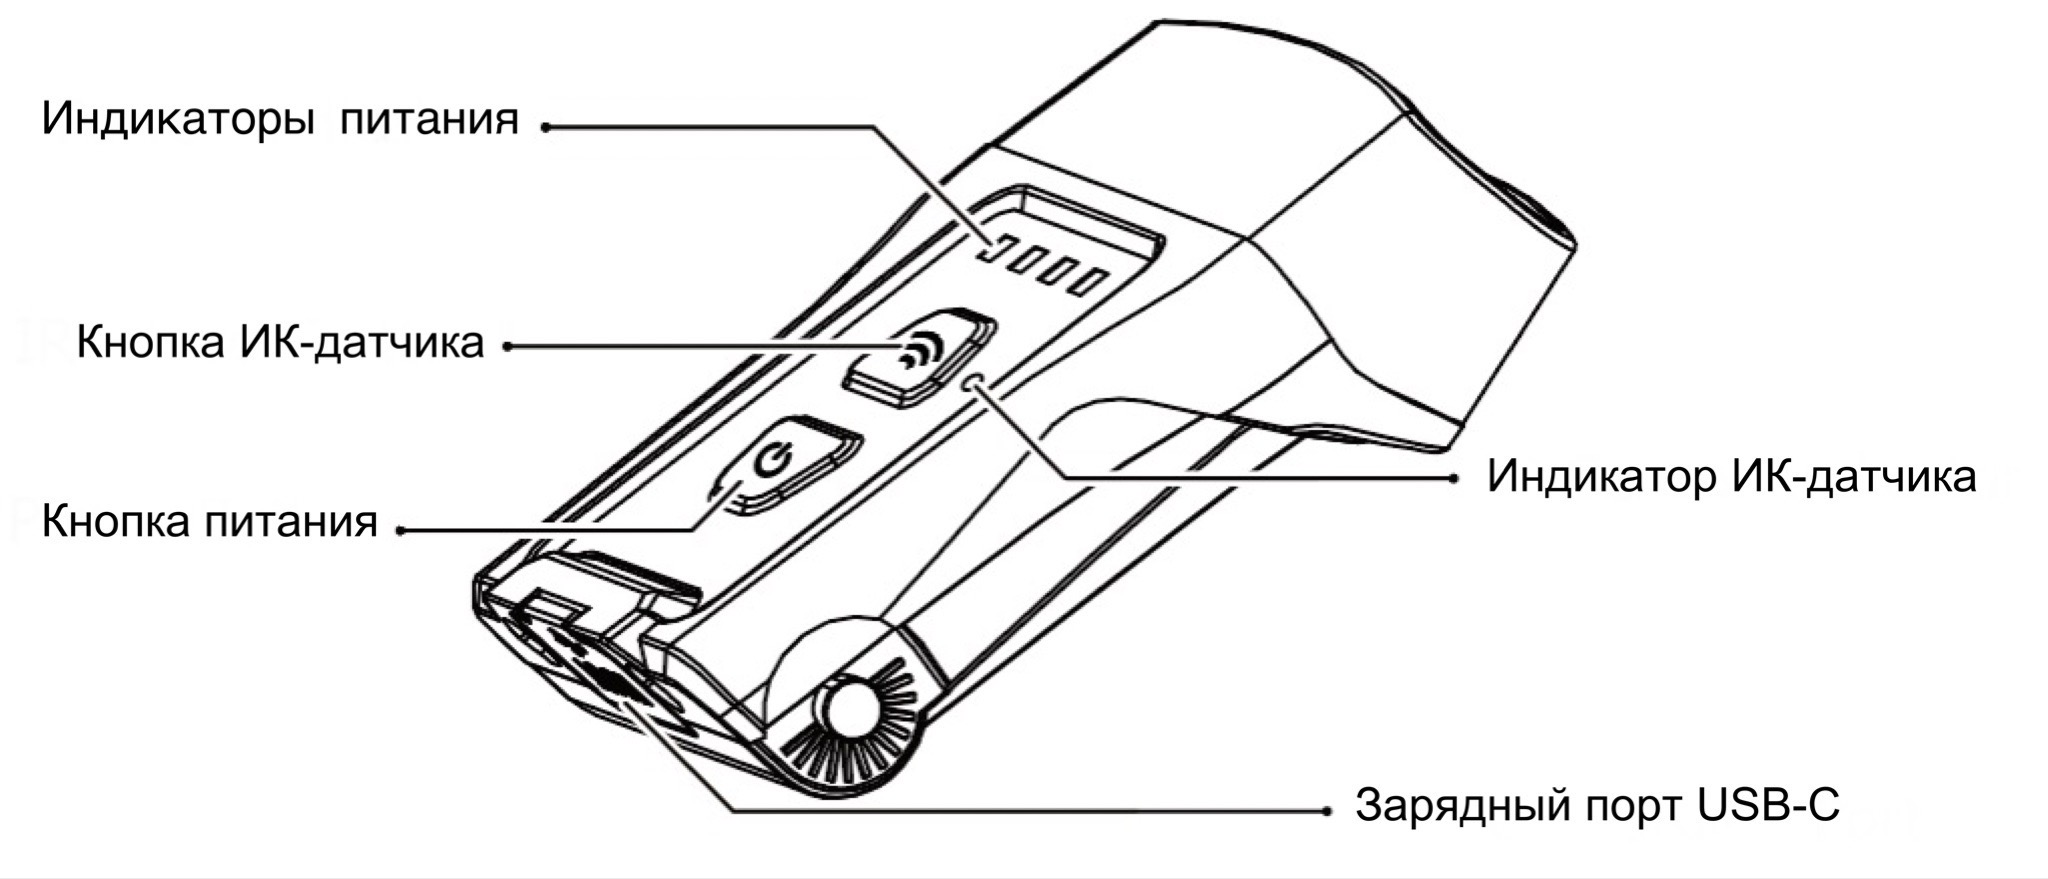 Индикаторы питания
Кнопка ИК-датчика
Кнопка питания
Индикатор ИК-датчика
Зарядный порт USB-C